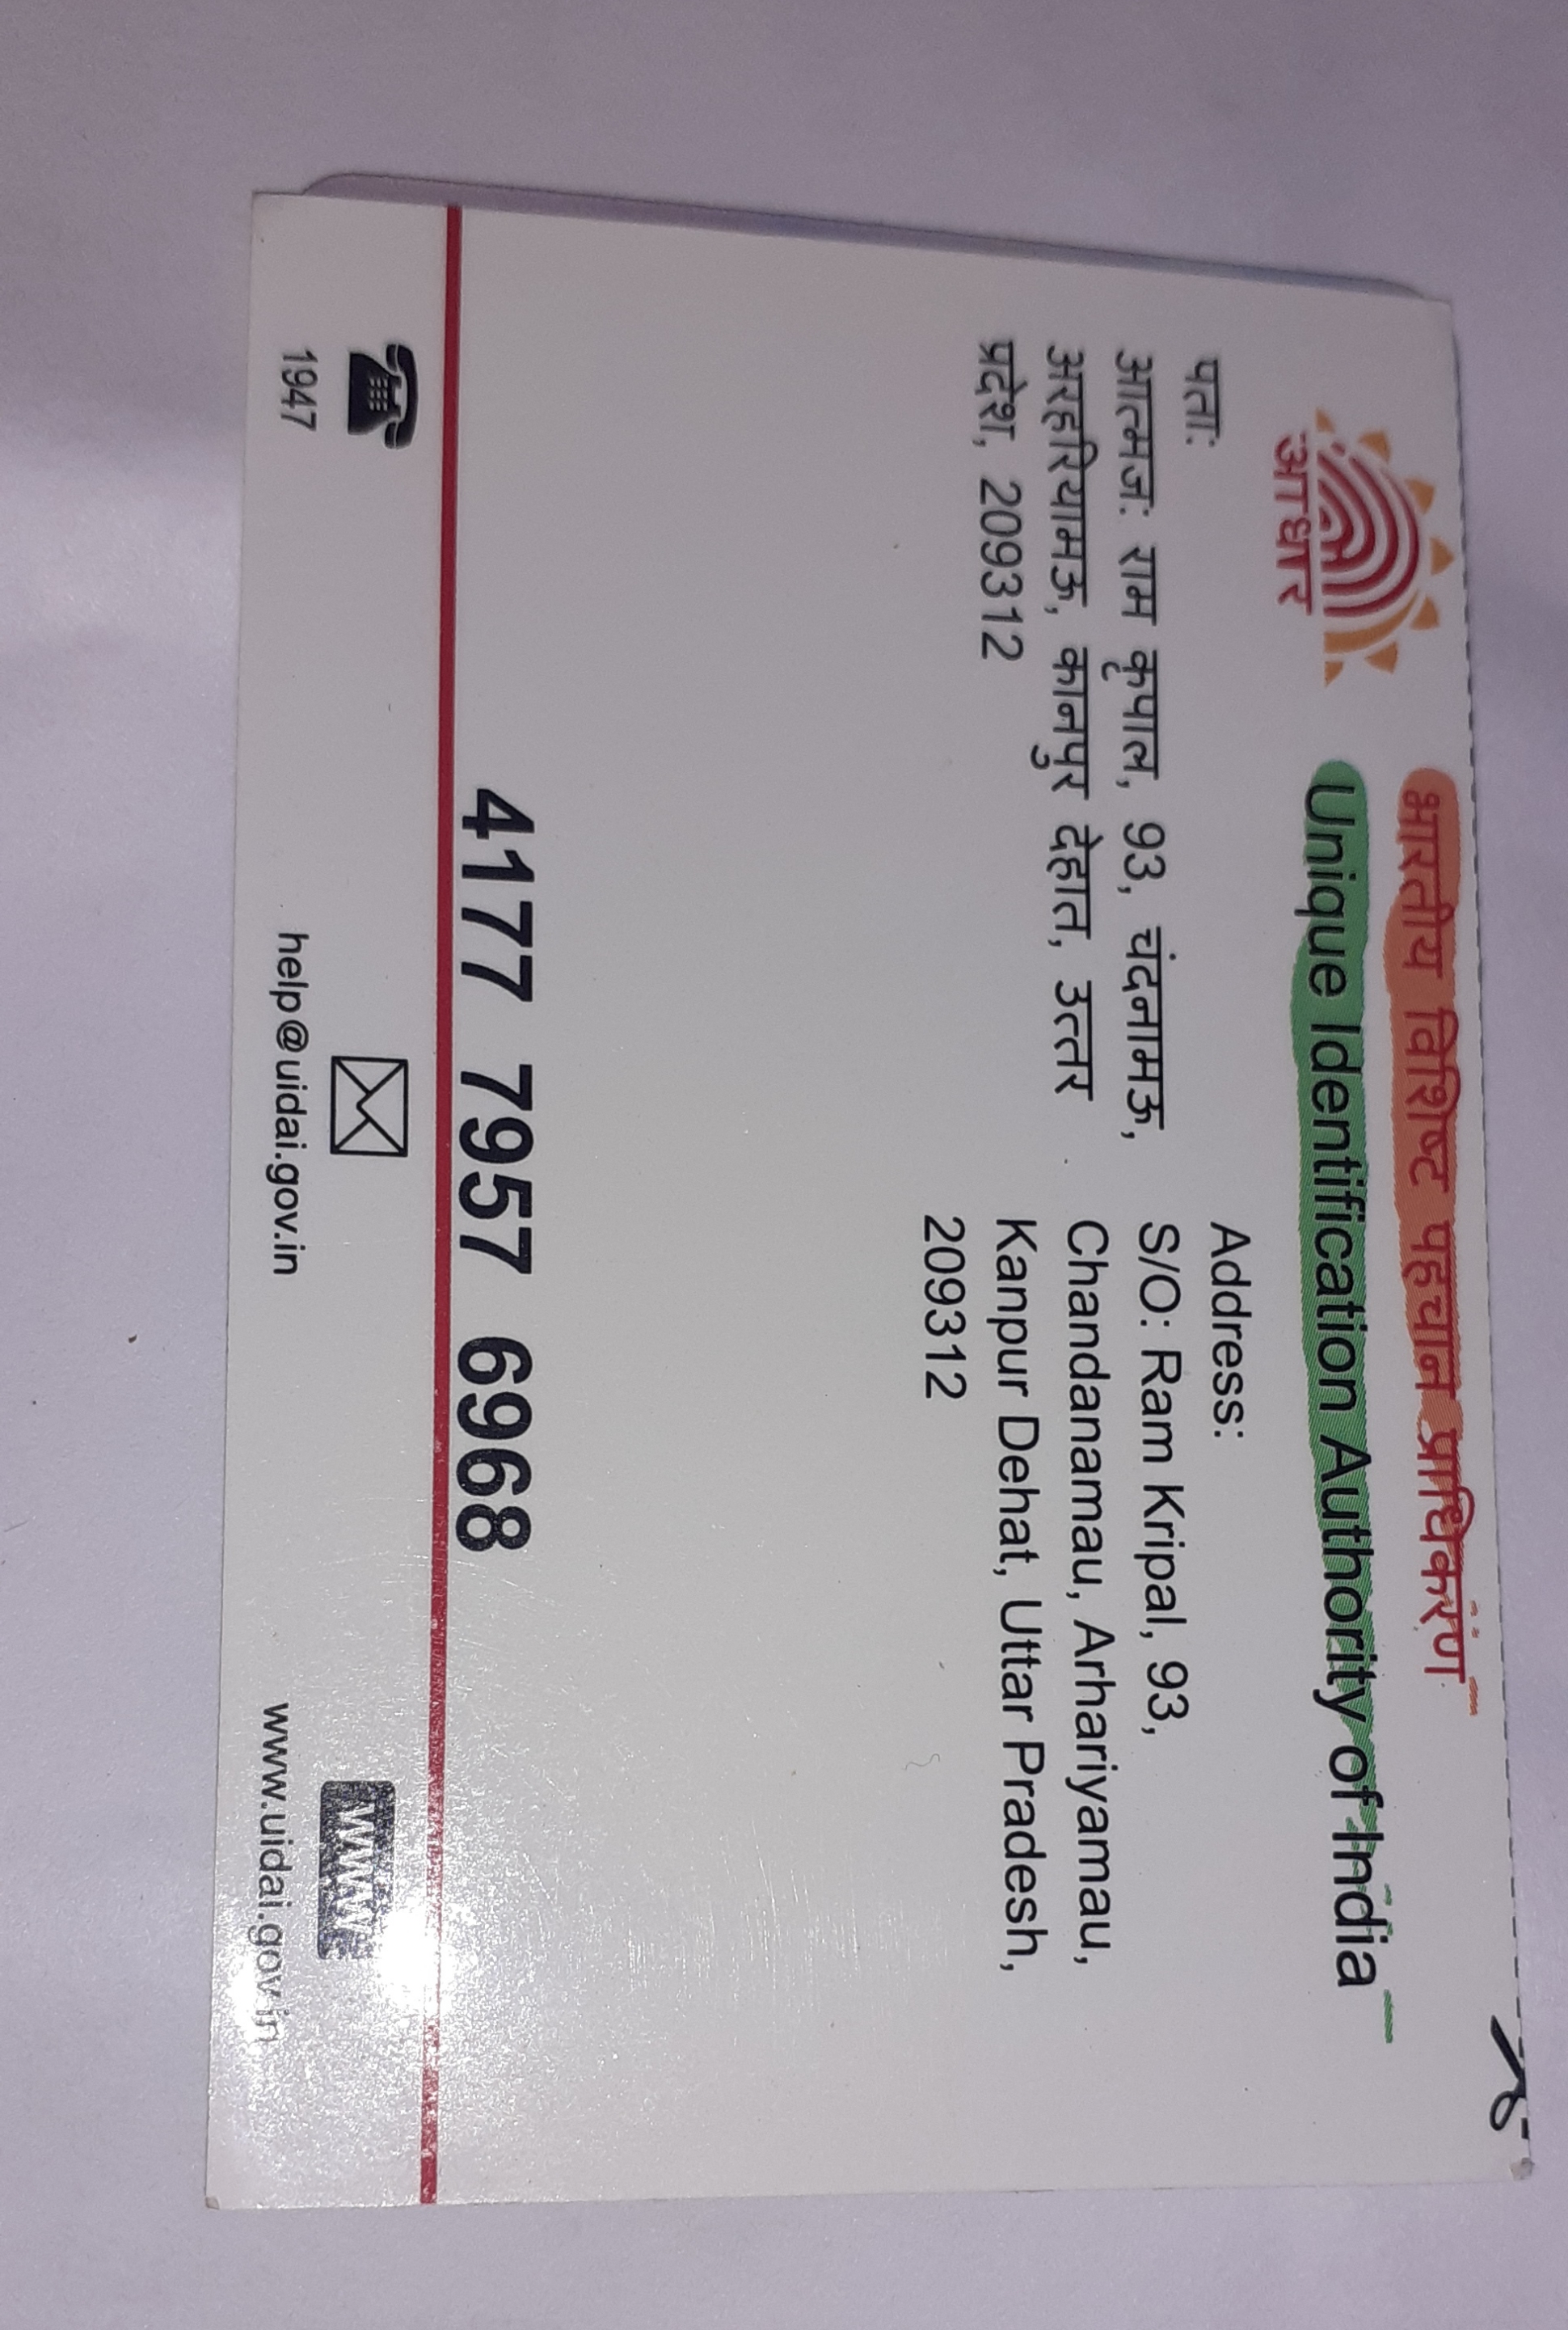 भारतीय विशिष्ट पहचान प्राधिकरण
Unique Identification Authority of India
आधार
पताः
आत्मजः राम कृपाल, 93, चंदनामऊ,
अरहरियामऊ, कानपुर देहात, उत्तर
प्रदेश, 209312
Address:
S/O: Ram Kripal, 93,
Chandanamau, Arhariyamau,
Kanpur Dehat, Uttar Pradesh,
209312
4177 7957 6968
1947
help@uidai.gov.in
WWW
www.uidai.gov.in